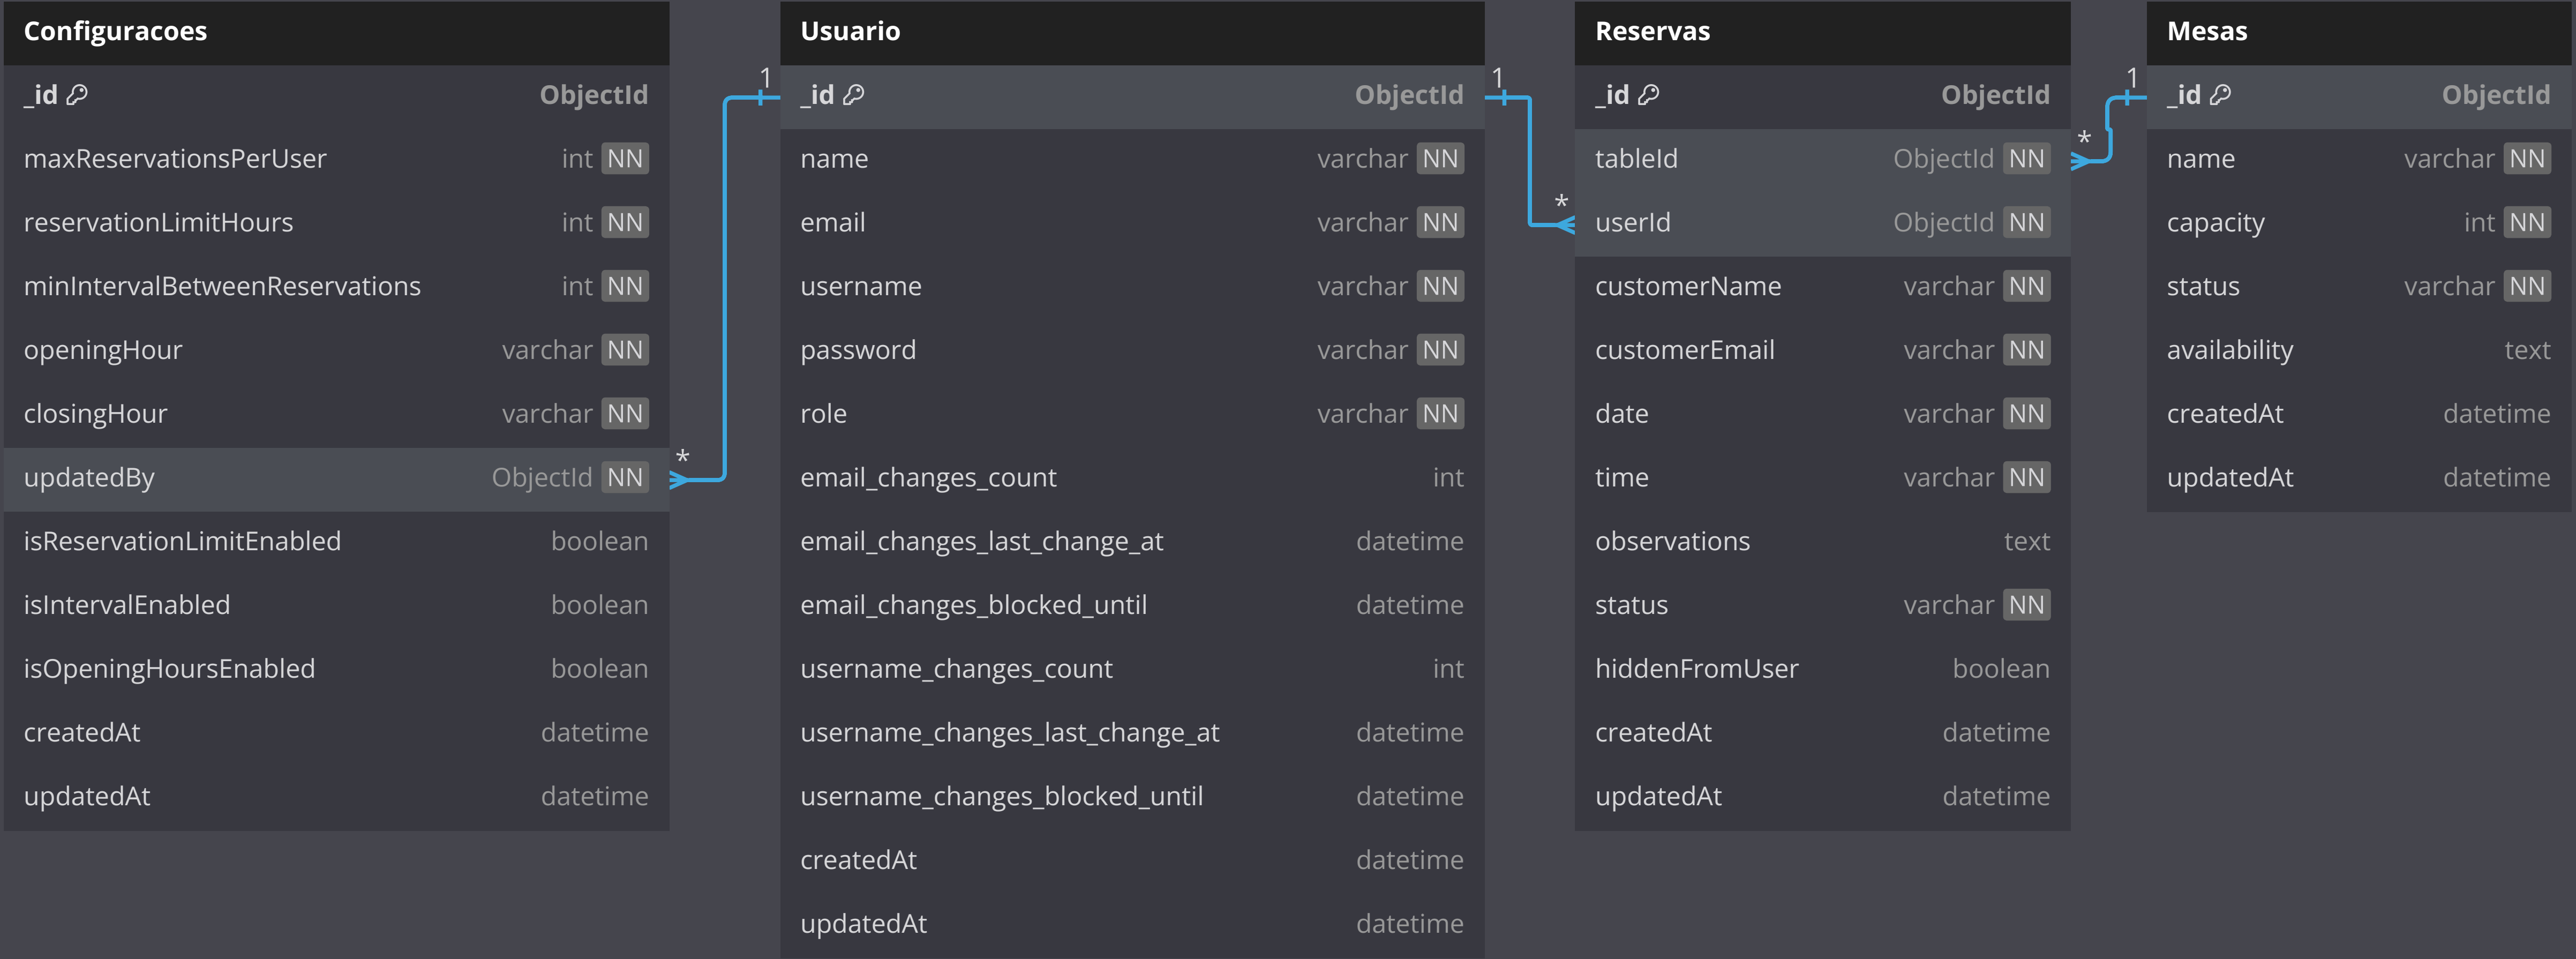 Configuracoes
_id ObjectId
maxReservationsPerUser int NN
reservationLimitHours int NN
minIntervalBetweenReservations int NN
openingHour varchar NN
closingHour varchar NN
updatedBy ObjectId NN
isReservationLimitEnabled boolean
isIntervalEnabled boolean
isOpeningHoursEnabled boolean
createdAt datetime
updatedAt datetime
*
1
Usuario
_id ObjectId
name varchar NN
email varchar NN
username varchar NN
password varchar NN
role varchar NN
email_changes_count int
email_changes_last_change_at datetime
email_changes_blocked_until datetime
username_changes_count int
username_changes_last_change_at datetime
username_changes_blocked_until datetime
createdAt datetime
updatedAt datetime
1
*
Reservas
_id ObjectId
tableId ObjectId NN
userId ObjectId NN
customerName varchar NN
customerEmail varchar NN
date varchar NN
time varchar NN
observations text
status varchar NN
hiddenFromUser boolean
createdAt datetime
updatedAt datetime
*
1
Mesas
_id ObjectId
name varchar NN
capacity int NN
status varchar NN
availability text
createdAt datetime
updatedAt datetime